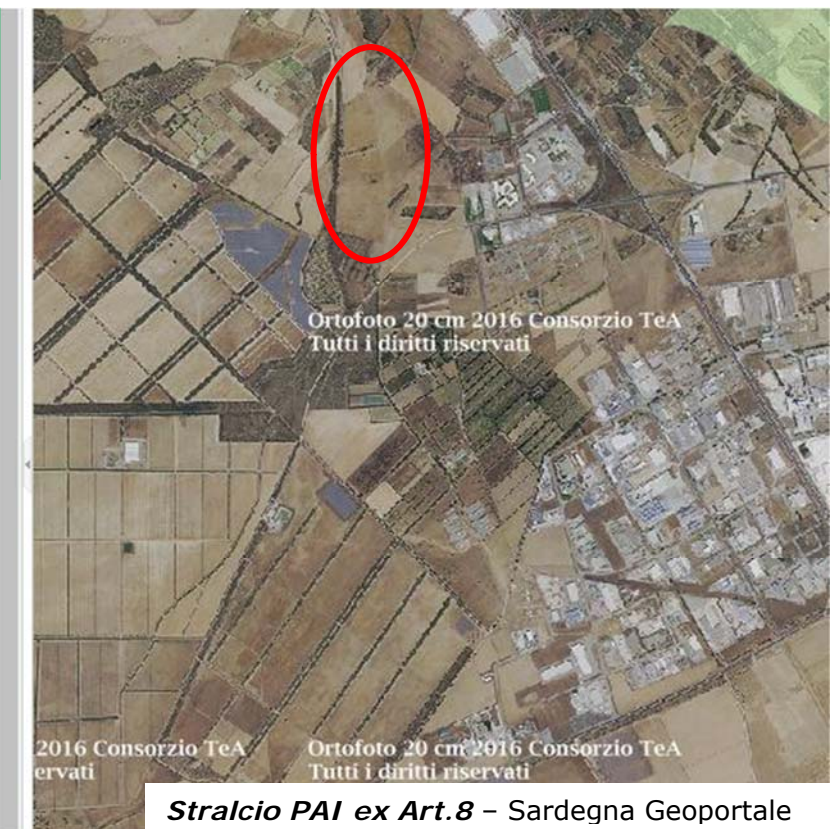 Ortofoto 20 cm 2016 Consorzio TeA
Tutti i diritti riservati
2016 Consorzio TeA
ervati
Ortofoto 20 cm 2016 Consorzio TeA
Tutti i diritti riservati
Stralcio PAI ex Art.8 – Sardegna Geoportale